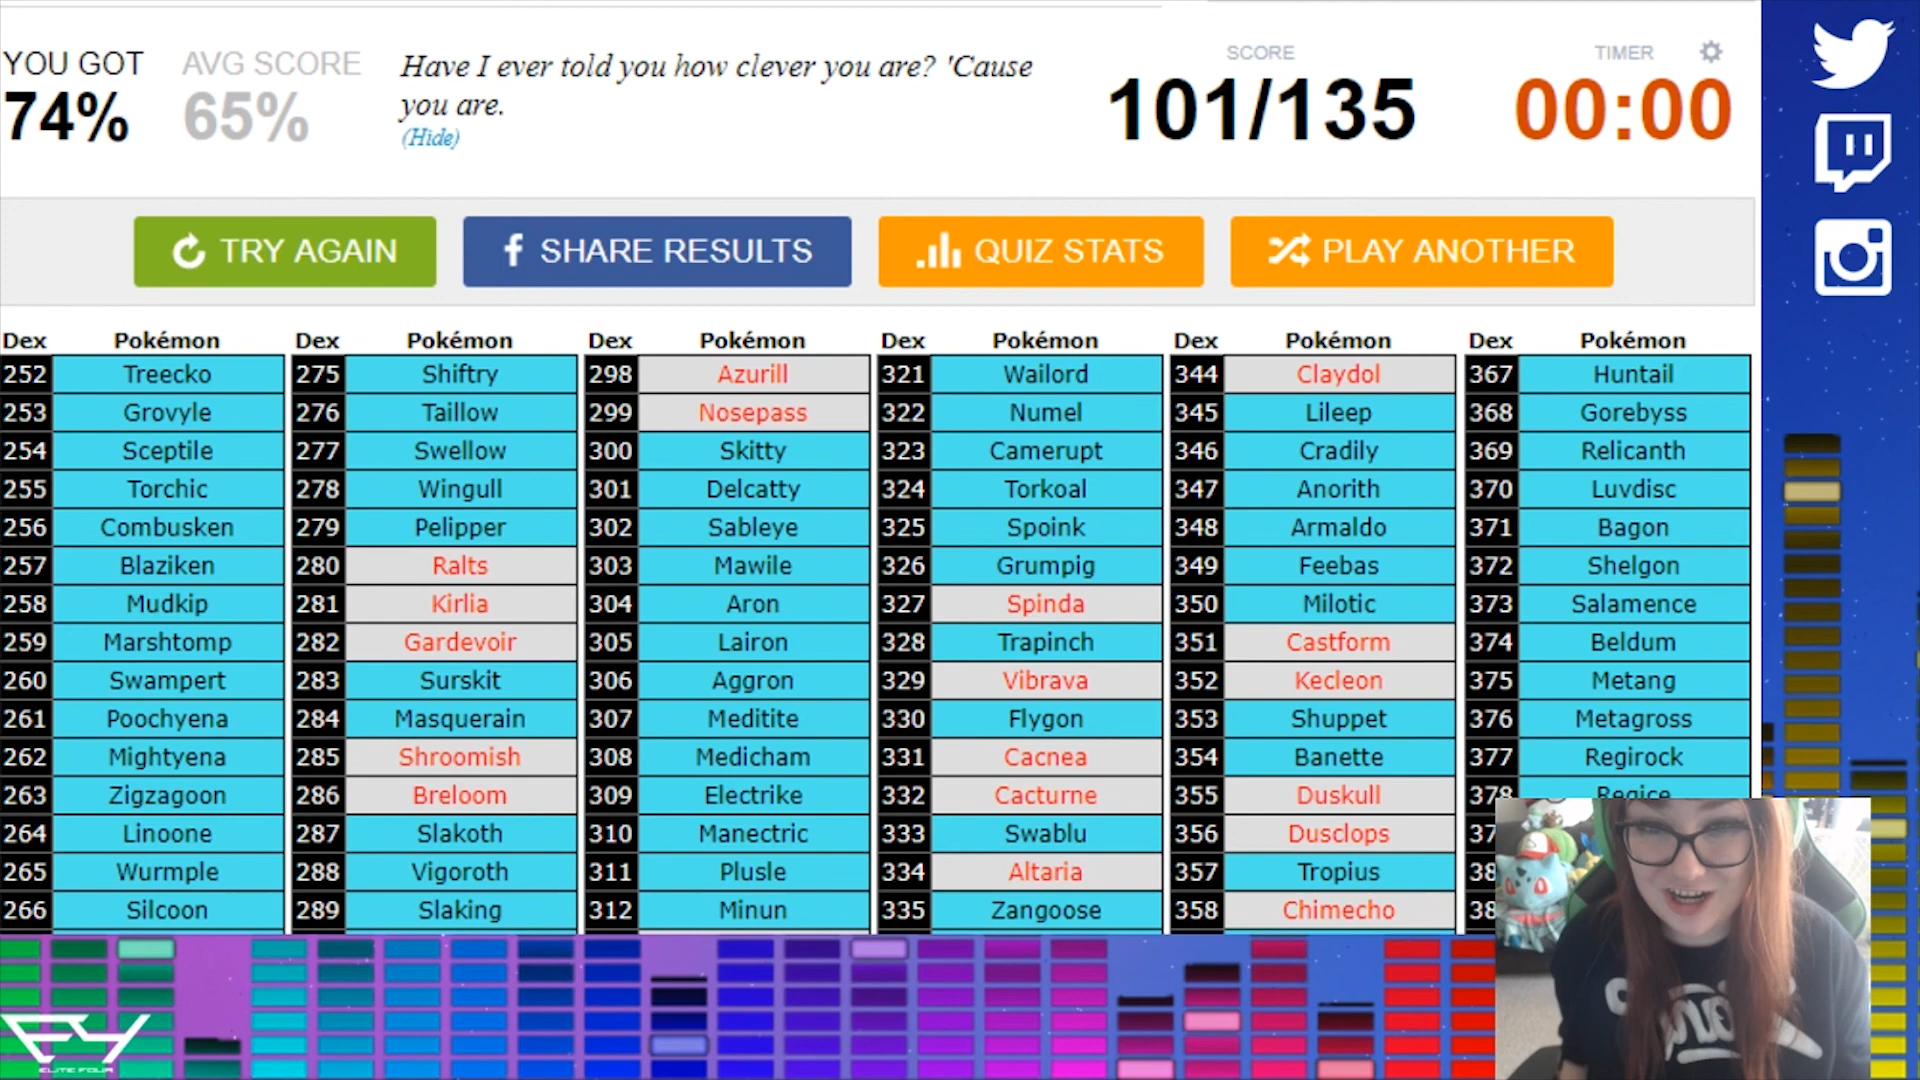 YOU GOT
74%
AVG SCORE
65%
Have I ever told you how clever you are? 'Cause
you are.
(Hide)
SCORE
101/135
TIMER
00:00
TRY AGAIN
f SHARE RESULTS
QUIZ STATS
PLAY ANOTHER
Dex Pokémon Dex Pokémon Dex Pokémon Dex Pokémon Dex Pokémon Dex Pokémon
252 Treecko 275 Shiftry 298 Azurill 321 Wailord 344 Claydol 367 Huntail
253 Grovyle 276 Taillow 299 Nosepass 322 Numel 345 Lileep 368 Gorebyss
254 Sceptile 277 Swellow 300 Skitty 323 Camerupt 346 Cradily 369 Relicanth
255 Torchic 278 Wingull 301 Delcatty 324 Torkoal 347 Anorith 370 Luvdisc
256 Combusken 279 Pelipper 302 Sableye 325 Spoink 348 Armaldo 371 Bagon
257 Blaziken 280 Ralts 303 Mawile 326 Grumpig 349 Feebas 372 Shelgon
258 Mudkip 281 Kirlia 304 Aron 327 Spinda 350 Milotic 373 Salamence
259 Marshtomp 282 Gardevoir 305 Lairon 328 Trapinch 351 Castform 374 Beldum
260 Swampert 283 Surskit 306 Aggron 329 Vibrava 352 Kecleon 375 Metang
261 Poochyena 284 Masquerain 307 Meditite 330 Flygon 353 Shuppet 376 Metagross
262 Mightyena 285 Shroomish 308 Medicham 331 Cacnea 354 Banette 377 Regirock
263 Zigzagoon 286 Breloom 309 Electrike 332 Cacturne 355 Duskull 378 Regice
264 Linoone 287 Slakoth 310 Manectric 333 Swablu 356 Dusclops 37
265 Wurmple 288 Vigoroth 311 Plusle 334 Altaria 357 Tropius 38
266 Silcoon 289 Slaking 312 Minun 335 Zangoose 358 Chimecho 38
ELITE FOUR